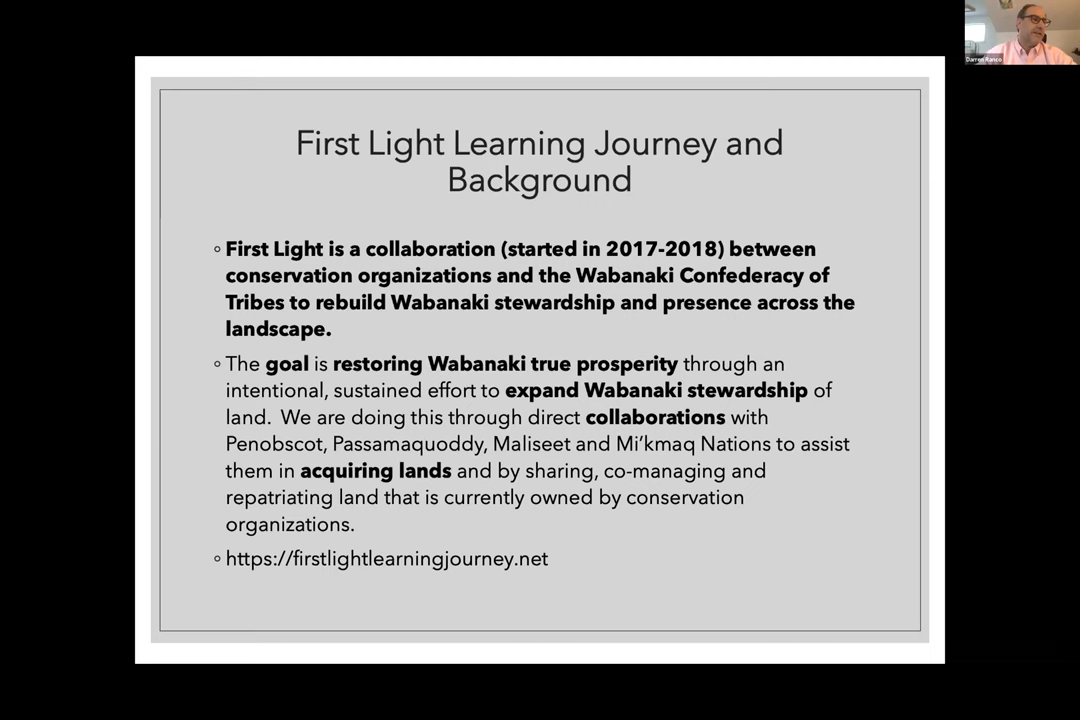 Darren Ranco
First Light Learning Journey and
Background
◦ First Light is a collaboration (started in 2017-2018) between
conservation organizations and the Wabanaki Confederacy of
Tribes to rebuild Wabanaki stewardship and presence across the
landscape.
◦ The goal is restoring Wabanaki true prosperity through an
intentional, sustained effort to expand Wabanaki stewardship of
land.  We are doing this through direct collaborations with
Penobscot, Passamaquoddy, Maliseet and Mi’kmaq Nations to assist
them in acquiring lands and by sharing, co-managing and
repatriating land that is currently owned by conservation
organizations.
◦ https://firstlightlearningjourney.net